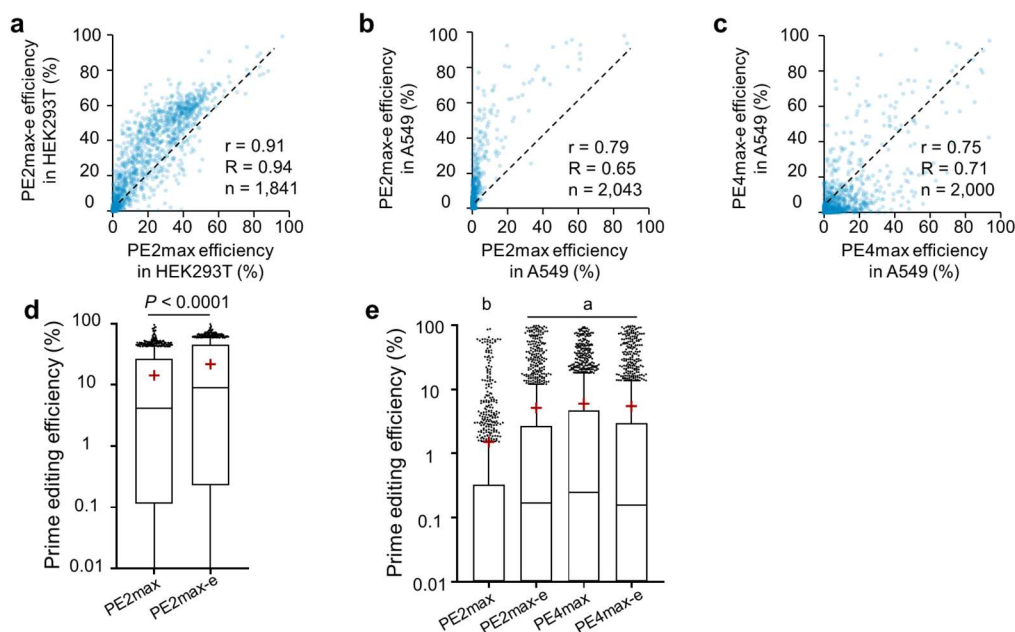 a
PE2max-e efficiency
in HEK293T (%)
100
80
60
40
20
0
r = 0.91
R = 0.94
n = 1,841
0 20 40 60 80 100
PE2max efficiency
in HEK293T (%)
b
PE2max-e efficiency
in A549 (%)
100
80
60
40
20
0
r = 0.79
R = 0.65
n = 2,043
0 20 40 60 80 100
PE2max efficiency
in A549 (%)
c
PE4max-e efficiency
in A549 (%)
100
80
60
40
20
0
r = 0.75
R = 0.71
n = 2,000
0 20 40 60 80 100
PE4max efficiency
in A549 (%)
d
P < 0.0001
Prime editing efficiency (%)
100
10
1
0.1
0.01
PE2max
PE2max-e
e
b
a
Prime editing efficiency (%)
100
10
1
0.1
0.01
PE2max
PE2max-e
PE4max
PE4max-e